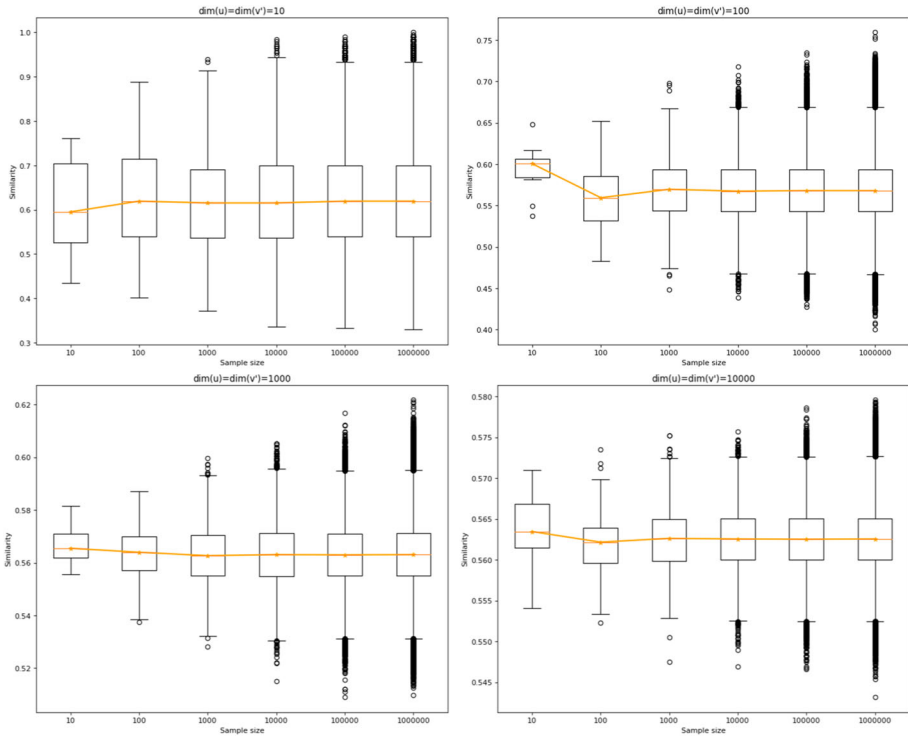 dim(u)=dim(v')=10
1.0
0.9
0.8
0.7
0.6
0.5
0.4
0.3
Similarity
10 100 1000 10000 100000 1000000
Sample size
dim(u)=dim(v')=100
0.75
0.70
0.65
0.60
0.55
0.50
0.45
0.40
Similarity
10 100 1000 10000 100000 1000000
Sample size
dim(u)=dim(v')=1000
0.62
0.60
0.58
0.56
0.54
0.52
Similarity
10 100 1000 10000 100000 1000000
Sample size
dim(u)=dim(v')=10000
0.580
0.575
0.570
0.565
0.560
0.555
0.550
0.545
Similarity
10 100 1000 10000 100000 1000000
Sample size